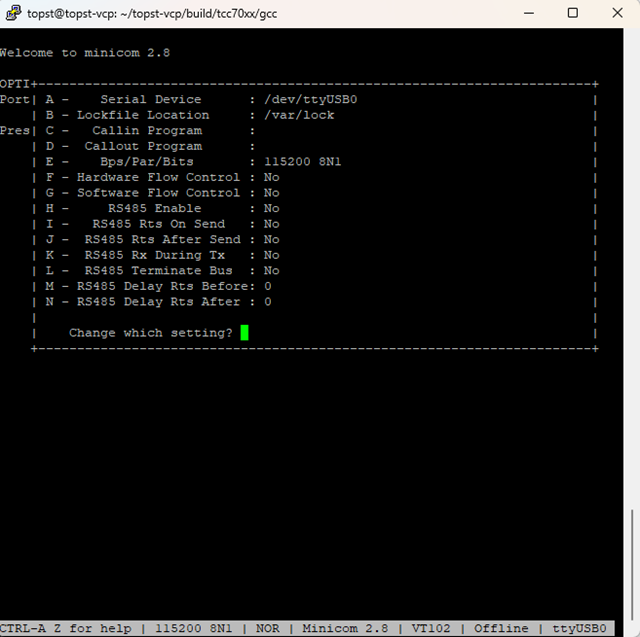 topst@topst-vcp: ~/topst-vcp/build/tcc70xx/gcc
Welcome to minicom 2.8
OPTI+-----------------------------------------------------------------------+
Port| A -    Serial Device      : /dev/ttyUSB0                              |
    | B - Lockfile Location     : /var/lock                                 |
Pres| C -   Callin Program      :                                           |
    | D -  Callout Program      :                                           |
    | E -    Bps/Par/Bits       : 115200 8N1                                |
    | F - Hardware Flow Control : No                                        |
    | G - Software Flow Control : No                                        |
    | H -     RS485 Enable      : No                                        |
    | I -   RS485 Rts On Send   : No                                        |
    | J -  RS485 Rts After Send : No                                        |
    | K -  RS485 Rx During Tx   : No                                        |
    | L -  RS485 Terminate Bus  : No                                        |
    | M - RS485 Delay Rts Before: 0                                         |
    | N - RS485 Delay Rts After : 0                                         |
    |                                                                       |
    |    Change which setting?                                              |
    +-----------------------------------------------------------------------+
CTRL-A Z for help | 115200 8N1 | NOR | Minicom 2.8 | VT102 | Offline | ttyUSB0